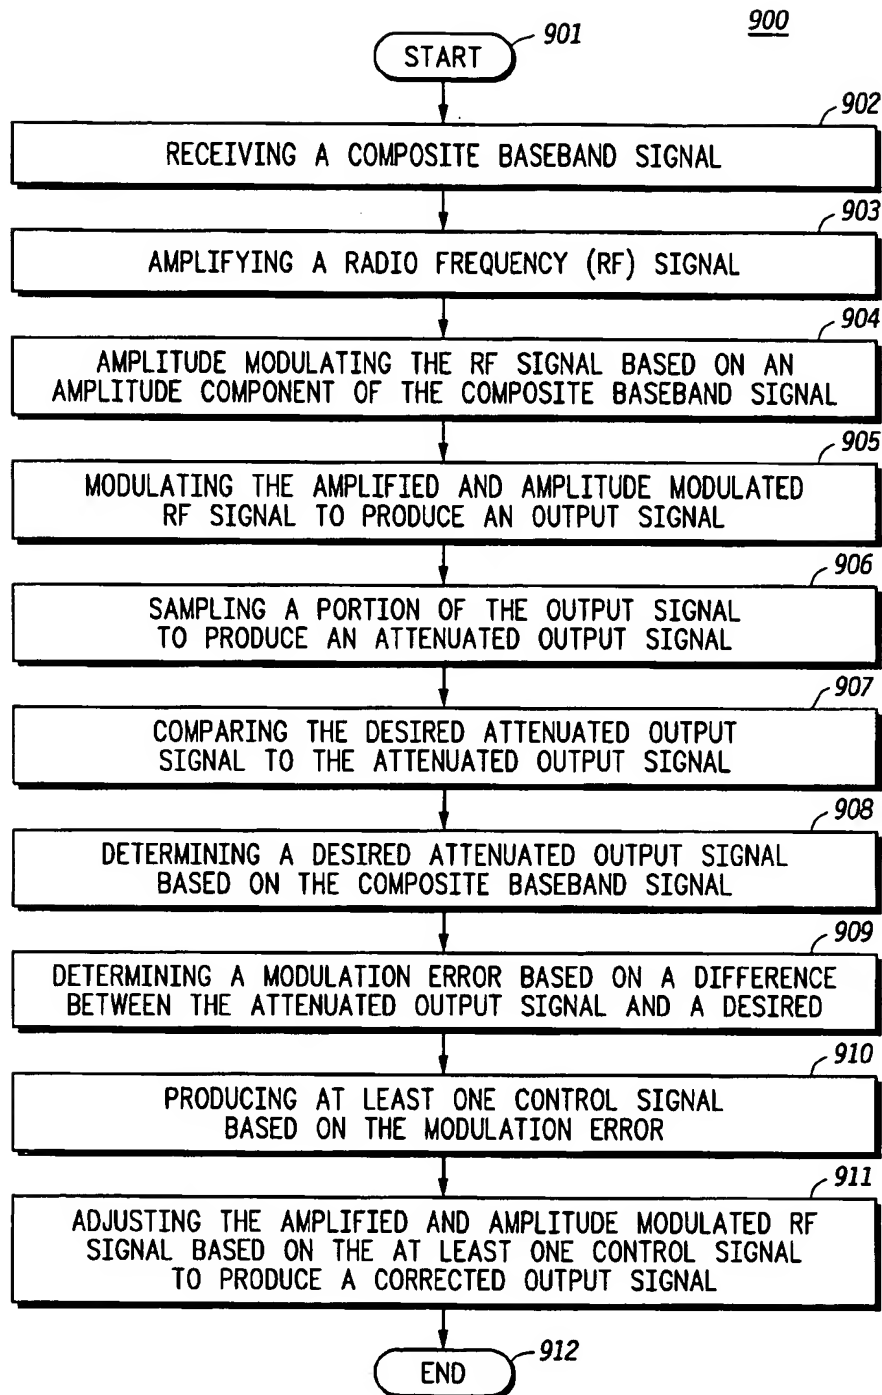 900
START
901
902
RECEIVING A COMPOSITE BASEBAND SIGNAL
903
AMPLIFYING A RADIO FREQUENCY (RF) SIGNAL
904
AMPLITUDE MODULATING THE RF SIGNAL BASED ON AN
AMPLITUDE COMPONENT OF THE COMPOSITE BASEBAND SIGNAL
905
MODULATING THE AMPLIFIED AND AMPLITUDE MODULATED
RF SIGNAL TO PRODUCE AN OUTPUT SIGNAL
906
SAMPLING A PORTION OF THE OUTPUT SIGNAL
TO PRODUCE AN ATTENUATED OUTPUT SIGNAL
907
COMPARING THE DESIRED ATTENUATED OUTPUT
SIGNAL TO THE ATTENUATED OUTPUT SIGNAL
908
DETERMINING A DESIRED ATTENUATED OUTPUT SIGNAL
BASED ON THE COMPOSITE BASEBAND SIGNAL
909
DETERMINING A MODULATION ERROR BASED ON A DIFFERENCE
BETWEEN THE ATTENUATED OUTPUT SIGNAL AND A DESIRED
910
PRODUCING AT LEAST ONE CONTROL SIGNAL
BASED ON THE MODULATION ERROR
911
ADJUSTING THE AMPLIFIED AND AMPLITUDE MODULATED RF
SIGNAL BASED ON THE AT LEAST ONE CONTROL SIGNAL
TO PRODUCE A CORRECTED OUTPUT SIGNAL
END
912